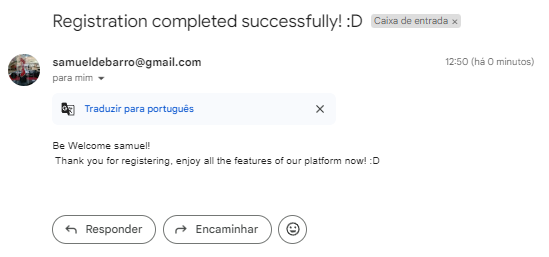 Registration completed successfully! :D Caixa de entrada ×
samueldebarro@gmail.com 12:50 (há 0 minutos)
para mim
Traduzir para português ×
Be Welcome samuel!
Thank you for registering, enjoy all the features of our platform now! :D
Responder Encaminhar